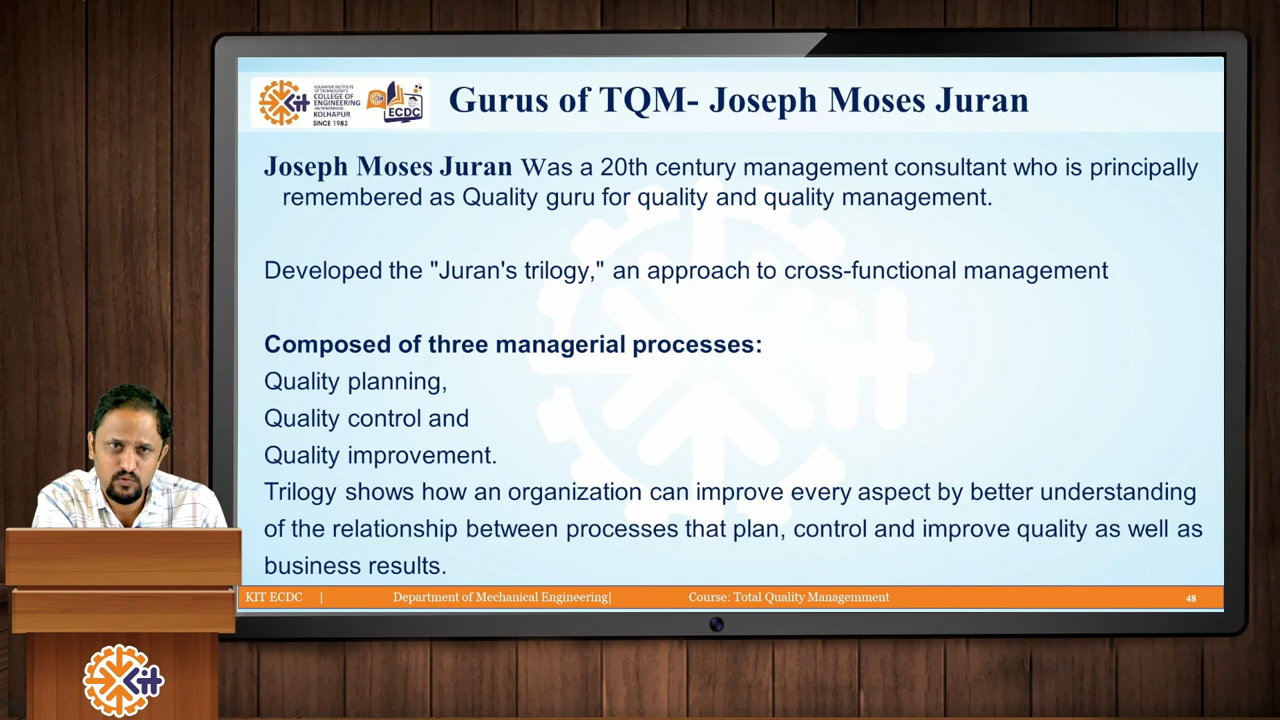 KOLHAPUR INSTITUTE
OF TECHNOLOGY'S
COLLEGE OF
ENGINEERING
KOLHAPUR
SINCE 1983
ECDC
Gurus of TQM- Joseph Moses Juran
Joseph Moses Juran Was a 20th century management consultant who is principally
remembered as Quality guru for quality and quality management.
Developed the "Juran's trilogy," an approach to cross-functional management
Composed of three managerial processes:
Quality planning,
Quality control and
Quality improvement.
Trilogy shows how an organization can improve every aspect by better understanding
of the relationship between processes that plan, control and improve quality as well as
business results.
KIT ECDC | Department of Mechanical Engineering| Course: Total Quality Managemment 48
Kit